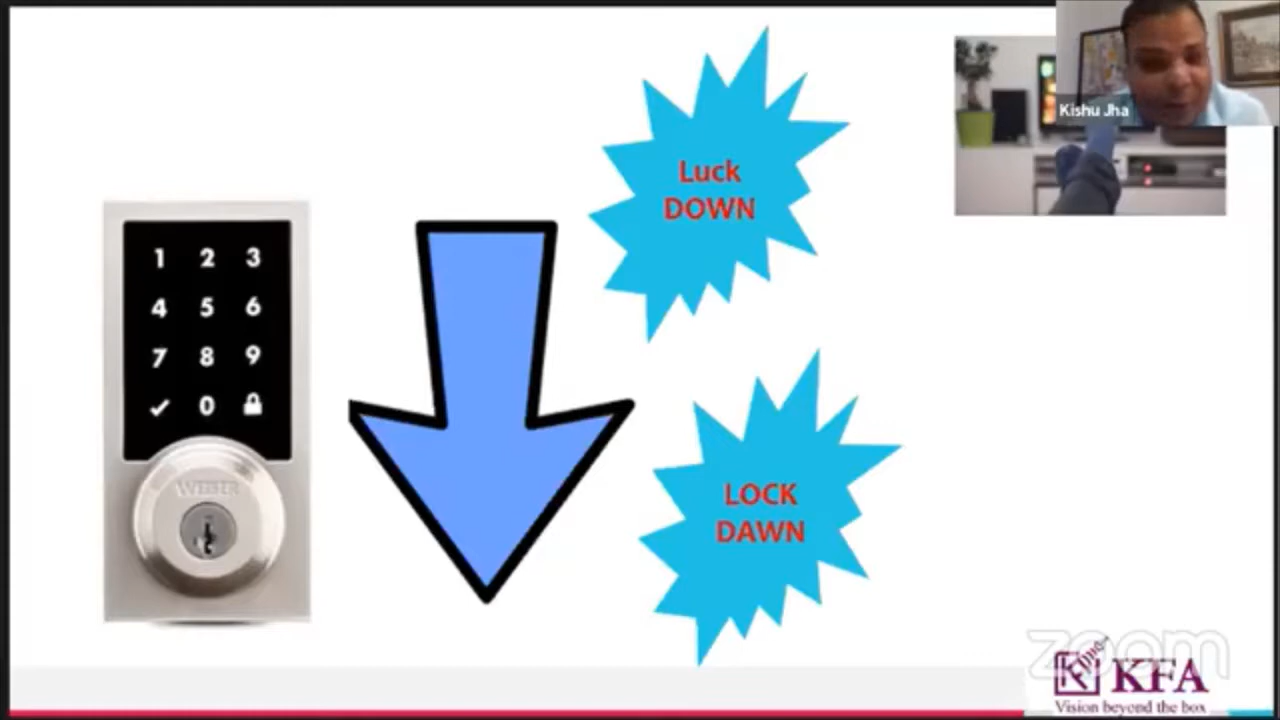 Luck
DOWN
Kishu Jha
1 2 3
4 5 6
7 8 9
0
WEISER
LOCK
DAWN
zoom
KFA
Vision beyond the box